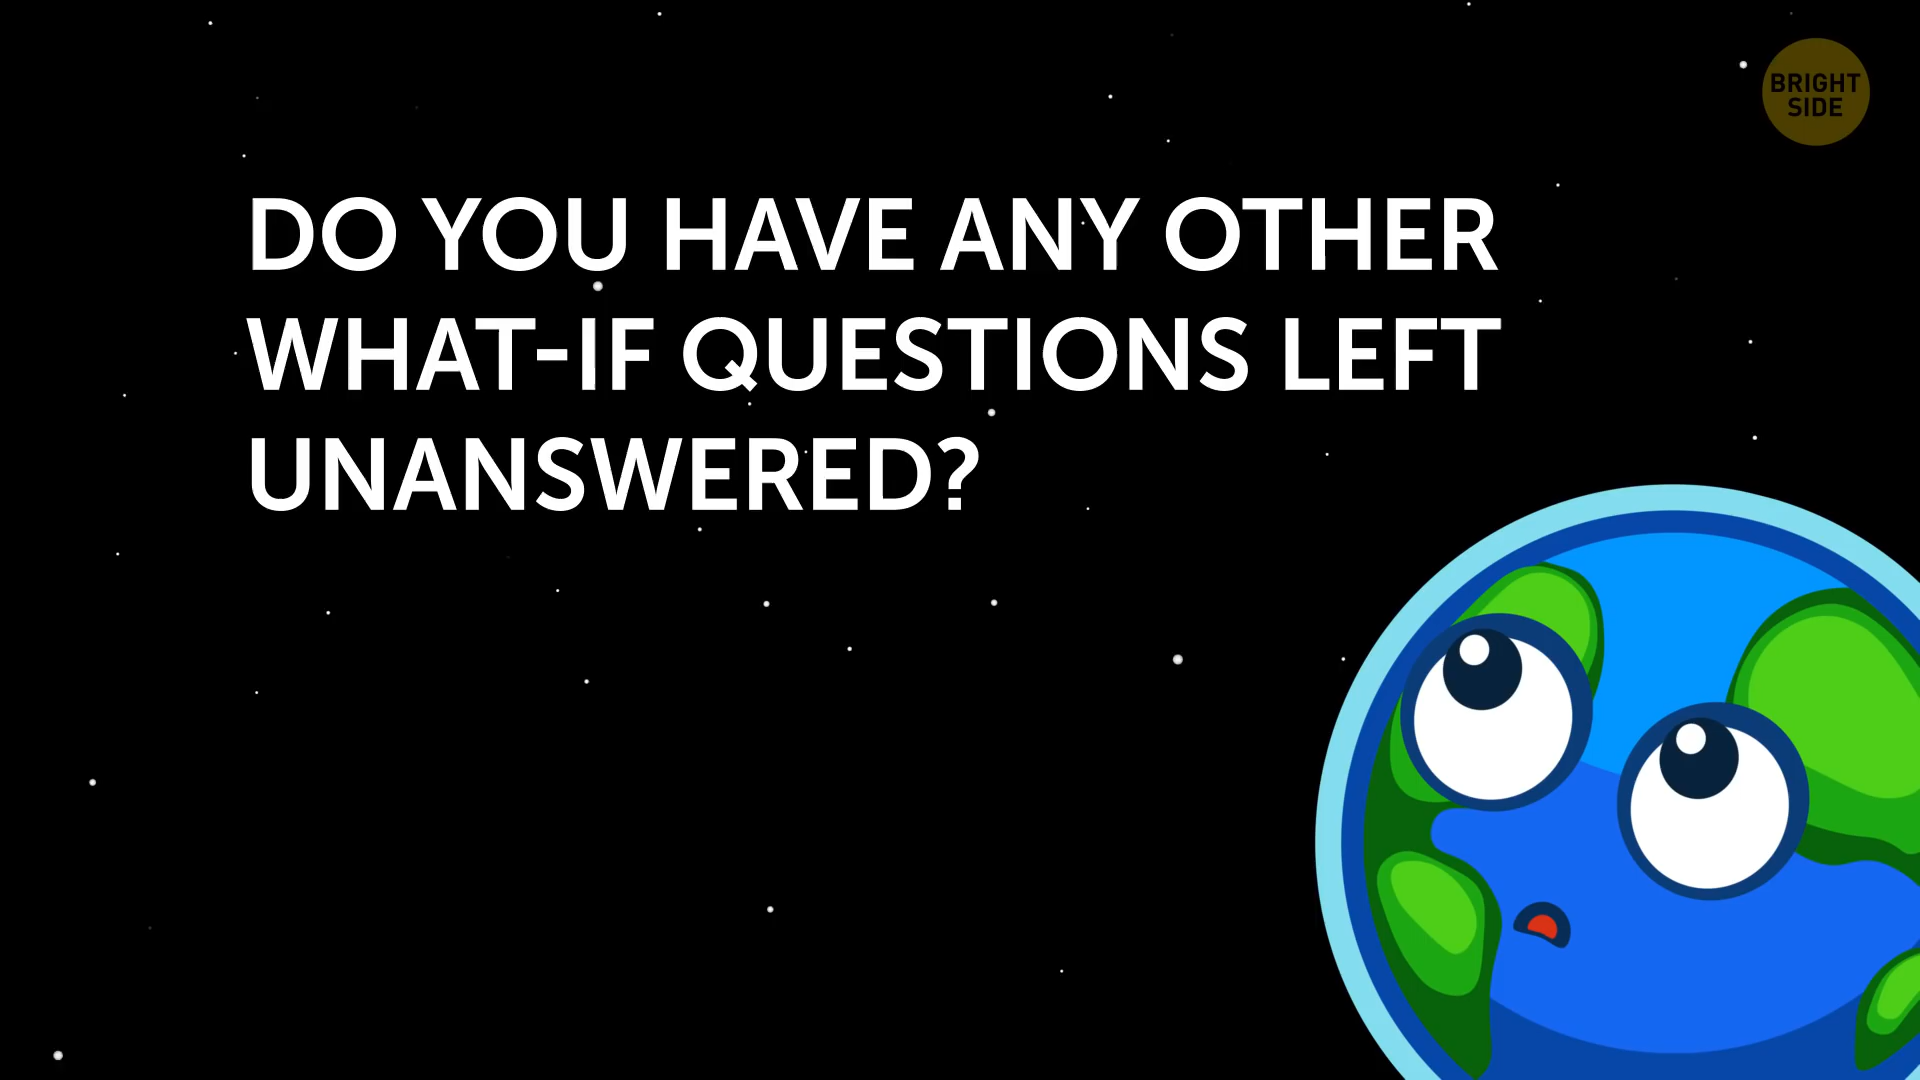 BRIGHT
SIDE
DO YOU HAVE ANY OTHER
WHAT-IF QUESTIONS LEFT
UNANSWERED?